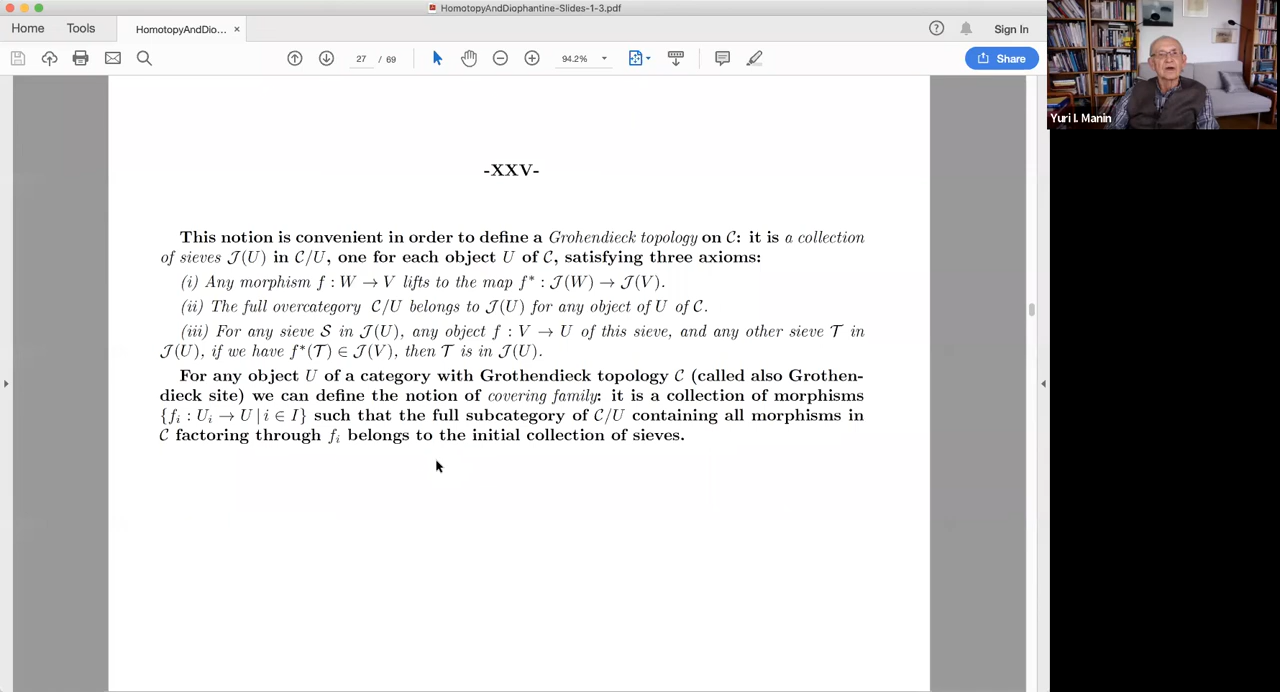 HomotopyAndDiophantine-Slides-1-3.pdf
Home Tools HomotopyAndDio... × Sign In
27 / 69 94.2% Share
-XXV-
This notion is convenient in order to define a Grohendieck topology on C: it is a collection
of sieves J(U) in C/U, one for each object U of C, satisfying three axioms:
(i) Any morphism f : W → V lifts to the map f* : J(W) → J(V).
(ii) The full overcategory C/U belongs to J(U) for any object of U of C.
(iii) For any sieve S in J(U), any object f : V → U of this sieve, and any other sieve T in
J(U), if we have f*(T) ∈ J(V), then T is in J(U).
For any object U of a category with Grothendieck topology C (called also Grothen-
dieck site) we can define the notion of covering family: it is a collection of morphisms
{fᵢ : Uᵢ → U | i ∈ I} such that the full subcategory of C/U containing all morphisms in
C factoring through fᵢ belongs to the initial collection of sieves.
Yuri I. Manin